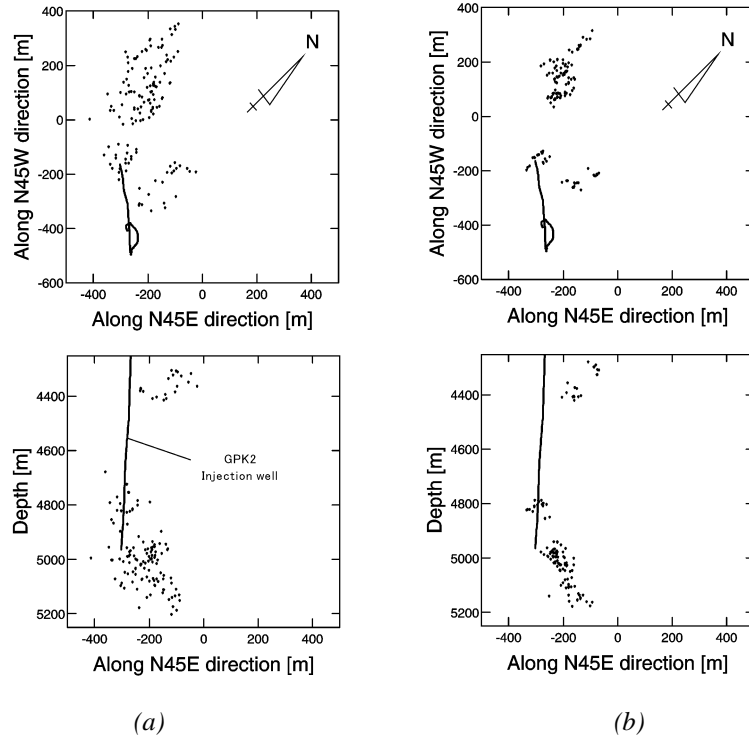 400
200
0
-200
-400
-600
Along N45W direction [m]
-400 -200 0 200 400
Along N45E direction [m]
N
400
200
0
-200
-400
-600
Along N45W direction [m]
-400 -200 0 200 400
Along N45E direction [m]
N
4400
4600
4800
5000
5200
Depth [m]
GPK2
Injection well
-400 -200 0 200 400
Along N45E direction [m]
4400
4600
4800
5000
5200
Depth [m]
-400 -200 0 200 400
Along N45E direction [m]
(a) (b)